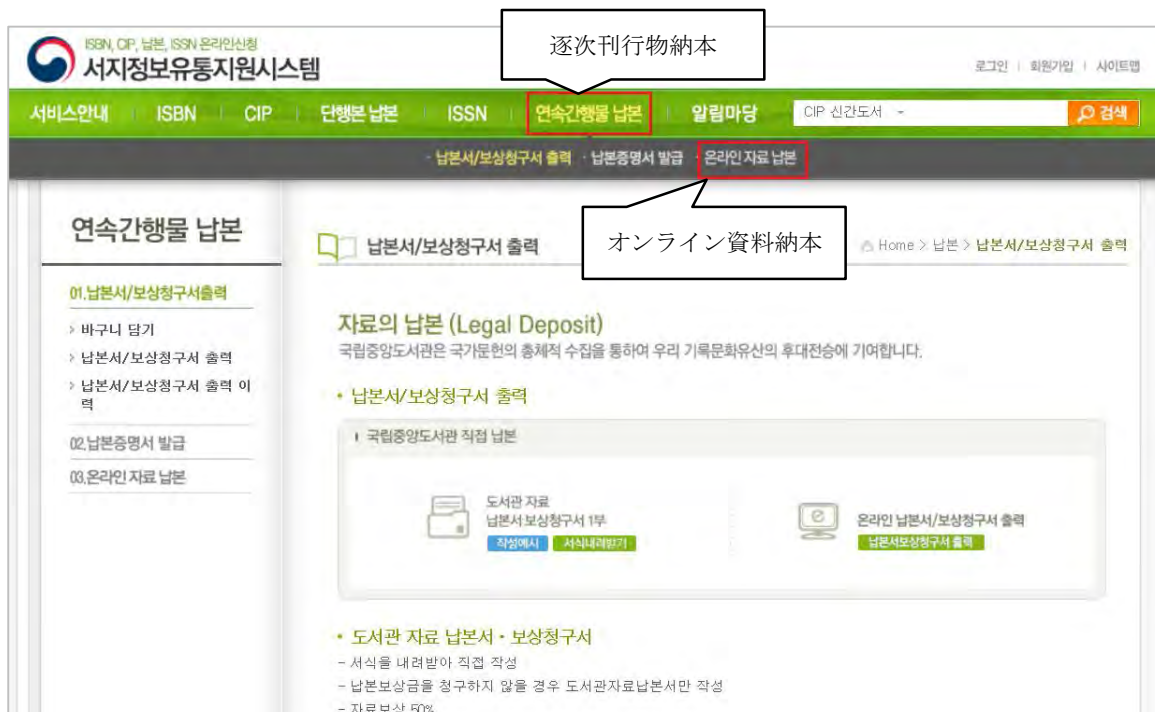 ISBN, CIP, 납본, ISSN 온라인신청
서지정보유통지원시스템
逐次刊行物納本
로그인 | 회원가입 | 사이트맵
서비스안내 ISBN CIP 단행본 납본 ISSN 연속간행물 납본 알림마당 CIP 신간도서 검색
· 납본서/보상청구서 출력 · 납본증명서 발급 · 온라인 자료 납본
オンライン資料納本
연속간행물 납본
01.납본서/보상청구서출력
> 바구니 담기
> 납본서/보상청구서 출력
> 납본서/보상청구서 출력 이
력
02.납본증명서 발급
03.온라인 자료 납본
납본서/보상청구서 출력
Home > 납본 > 납본서/보상청구서 출력
자료의 납본 (Legal Deposit)
국립중앙도서관은 국가문헌의 총체적 수집을 통하여 우리 기록문화유산의 후대전승에 기여합니다.
• 납본서/보상청구서 출력
국립중앙도서관 직접 납본
도서관 자료
납본서 보상청구서 1부
작성예시 서식내려받기
온라인 납본서/보상청구서 출력
납본서보상청구서 출력
• 도서관 자료 납본서・보상청구서
- 서식을 내려받아 직접 작성
- 납본보상금을 청구하지 않을 경우 도서관자료납본서만 작성
- 자료보상 50%